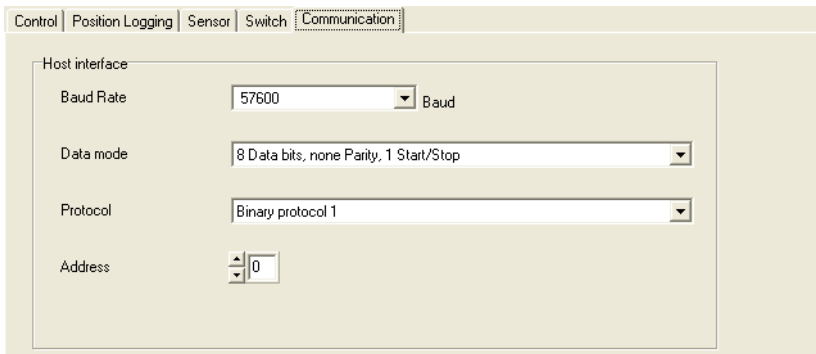 Control Position Logging Sensor Switch Communication
Host interface
Baud Rate 57600 Baud
Data mode 8 Data bits, none Parity, 1 Start/Stop
Protocol Binary protocol 1
Address 0